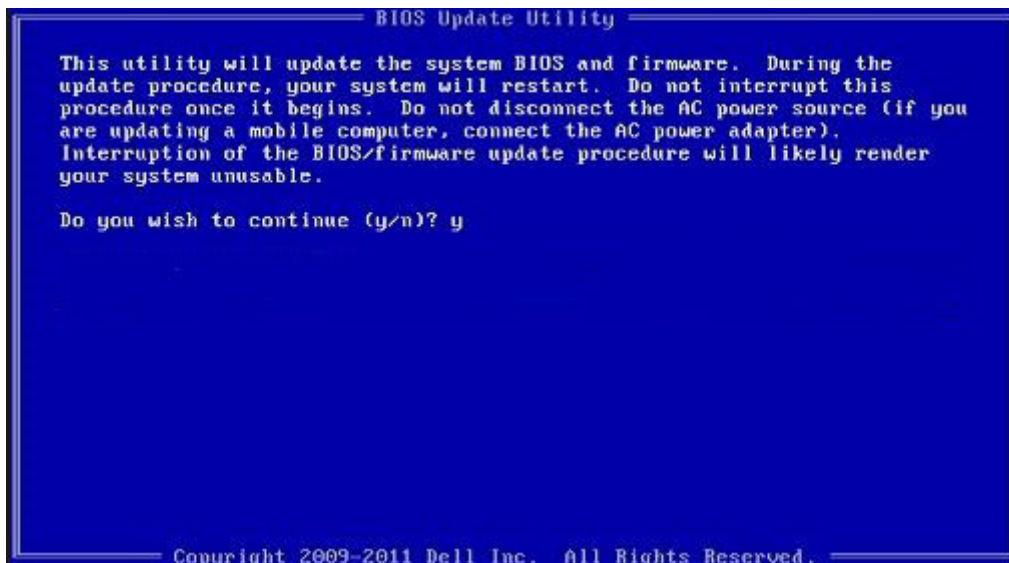 BIOS Update Utility
This utility will update the system BIOS and firmware. During the
update procedure, your system will restart. Do not interrupt this
procedure once it begins. Do not disconnect the AC power source (if you
are updating a mobile computer, connect the AC power adapter).
Interruption of the BIOS/firmware update procedure will likely render
your system unusable.
Do you wish to continue (y/n)? y
Copyright 2009-2011 Dell Inc. All Rights Reserved.